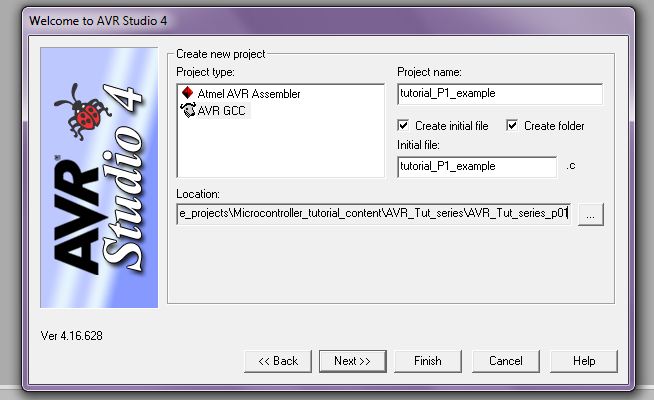 Welcome to AVR Studio 4
Create new project
Project type:
Atmel AVR Assembler
AVR GCC
Project name:
tutorial_P1_example
Create initial file
Create folder
Initial file:
tutorial_P1_example
.c
Location:
e_projects\Microcontroller_tutorial_content\AVR_Tut_series\AVR_Tut_series_p01
...
AVR®
Studio 4
Ver 4.16.628
<< Back
Next >>
Finish
Cancel
Help